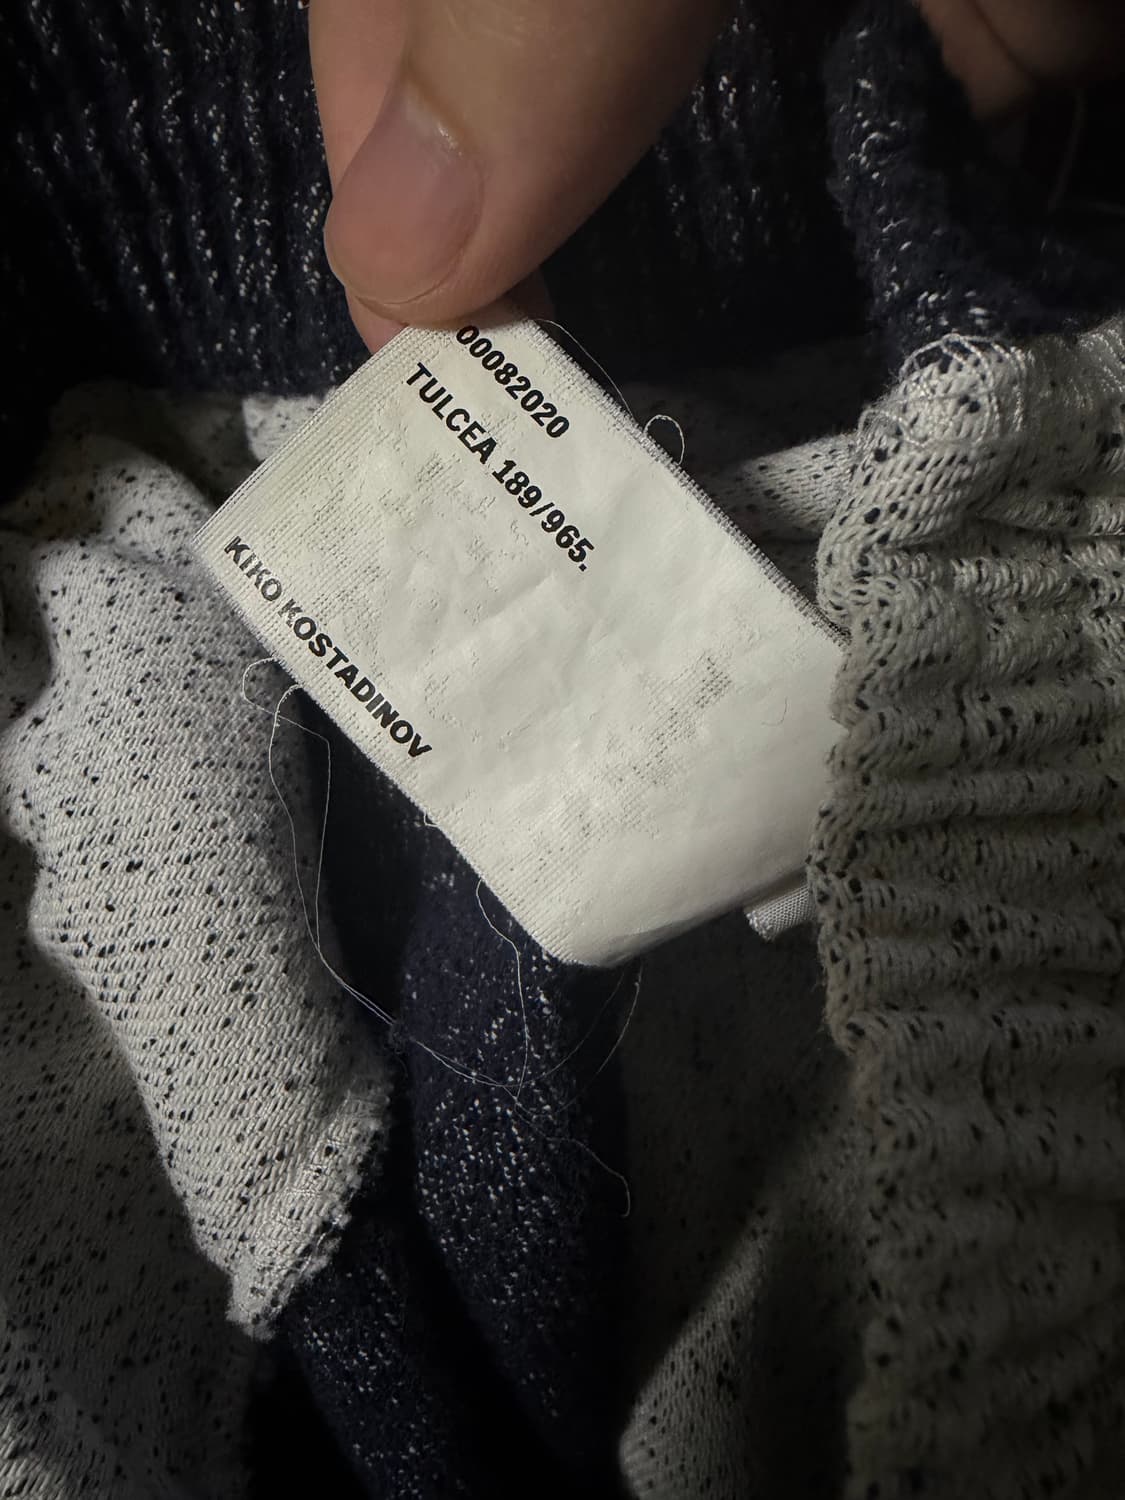 00082020
TULCEA 189/965.
KIKO KOSTADINOV